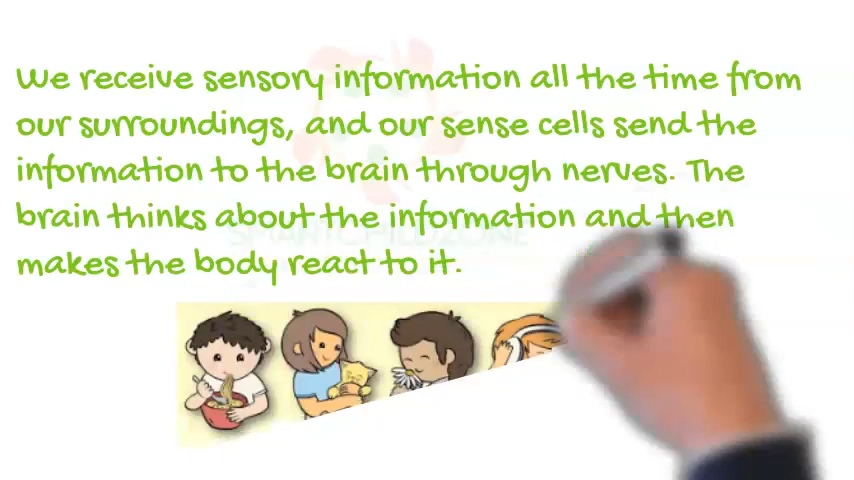 We receive sensory information all the time from
our surroundings, and our sense cells send the
information to the brain through nerves. The
brain thinks about the information and then
makes the body react to it.
SMARTCHILDZONE